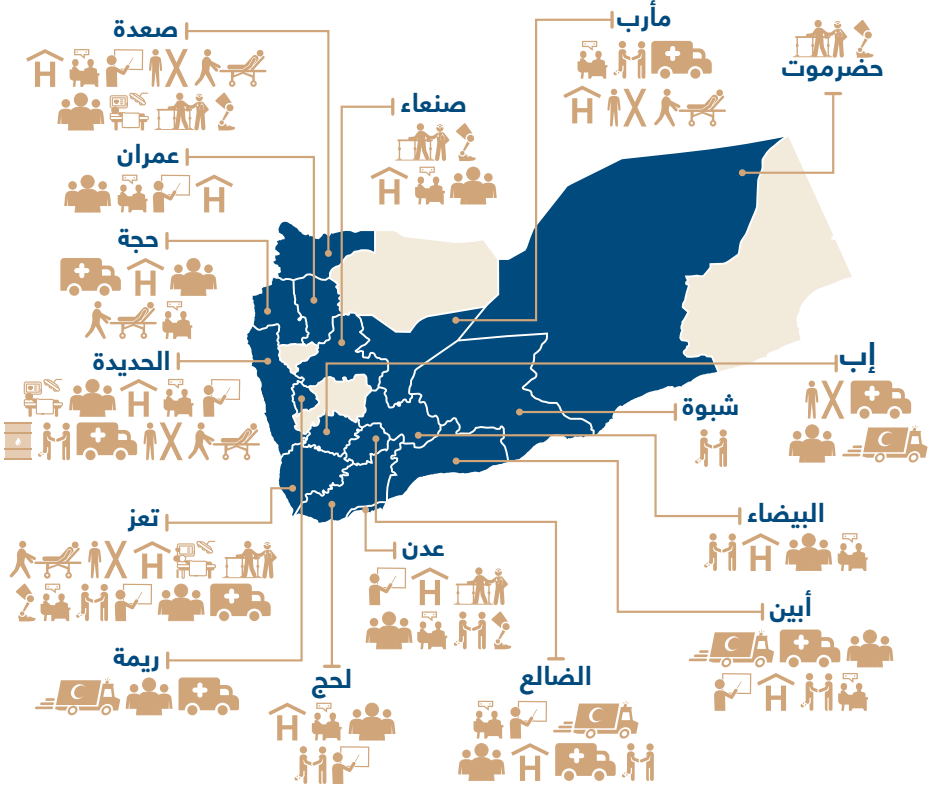 مأرب
صعدة
حضرموت
صنعاء
عمران
حجة
الحديدة
إب
شبوة
البيضاء
تعز
عدن
أبين
ريمة
لحج
الضالع